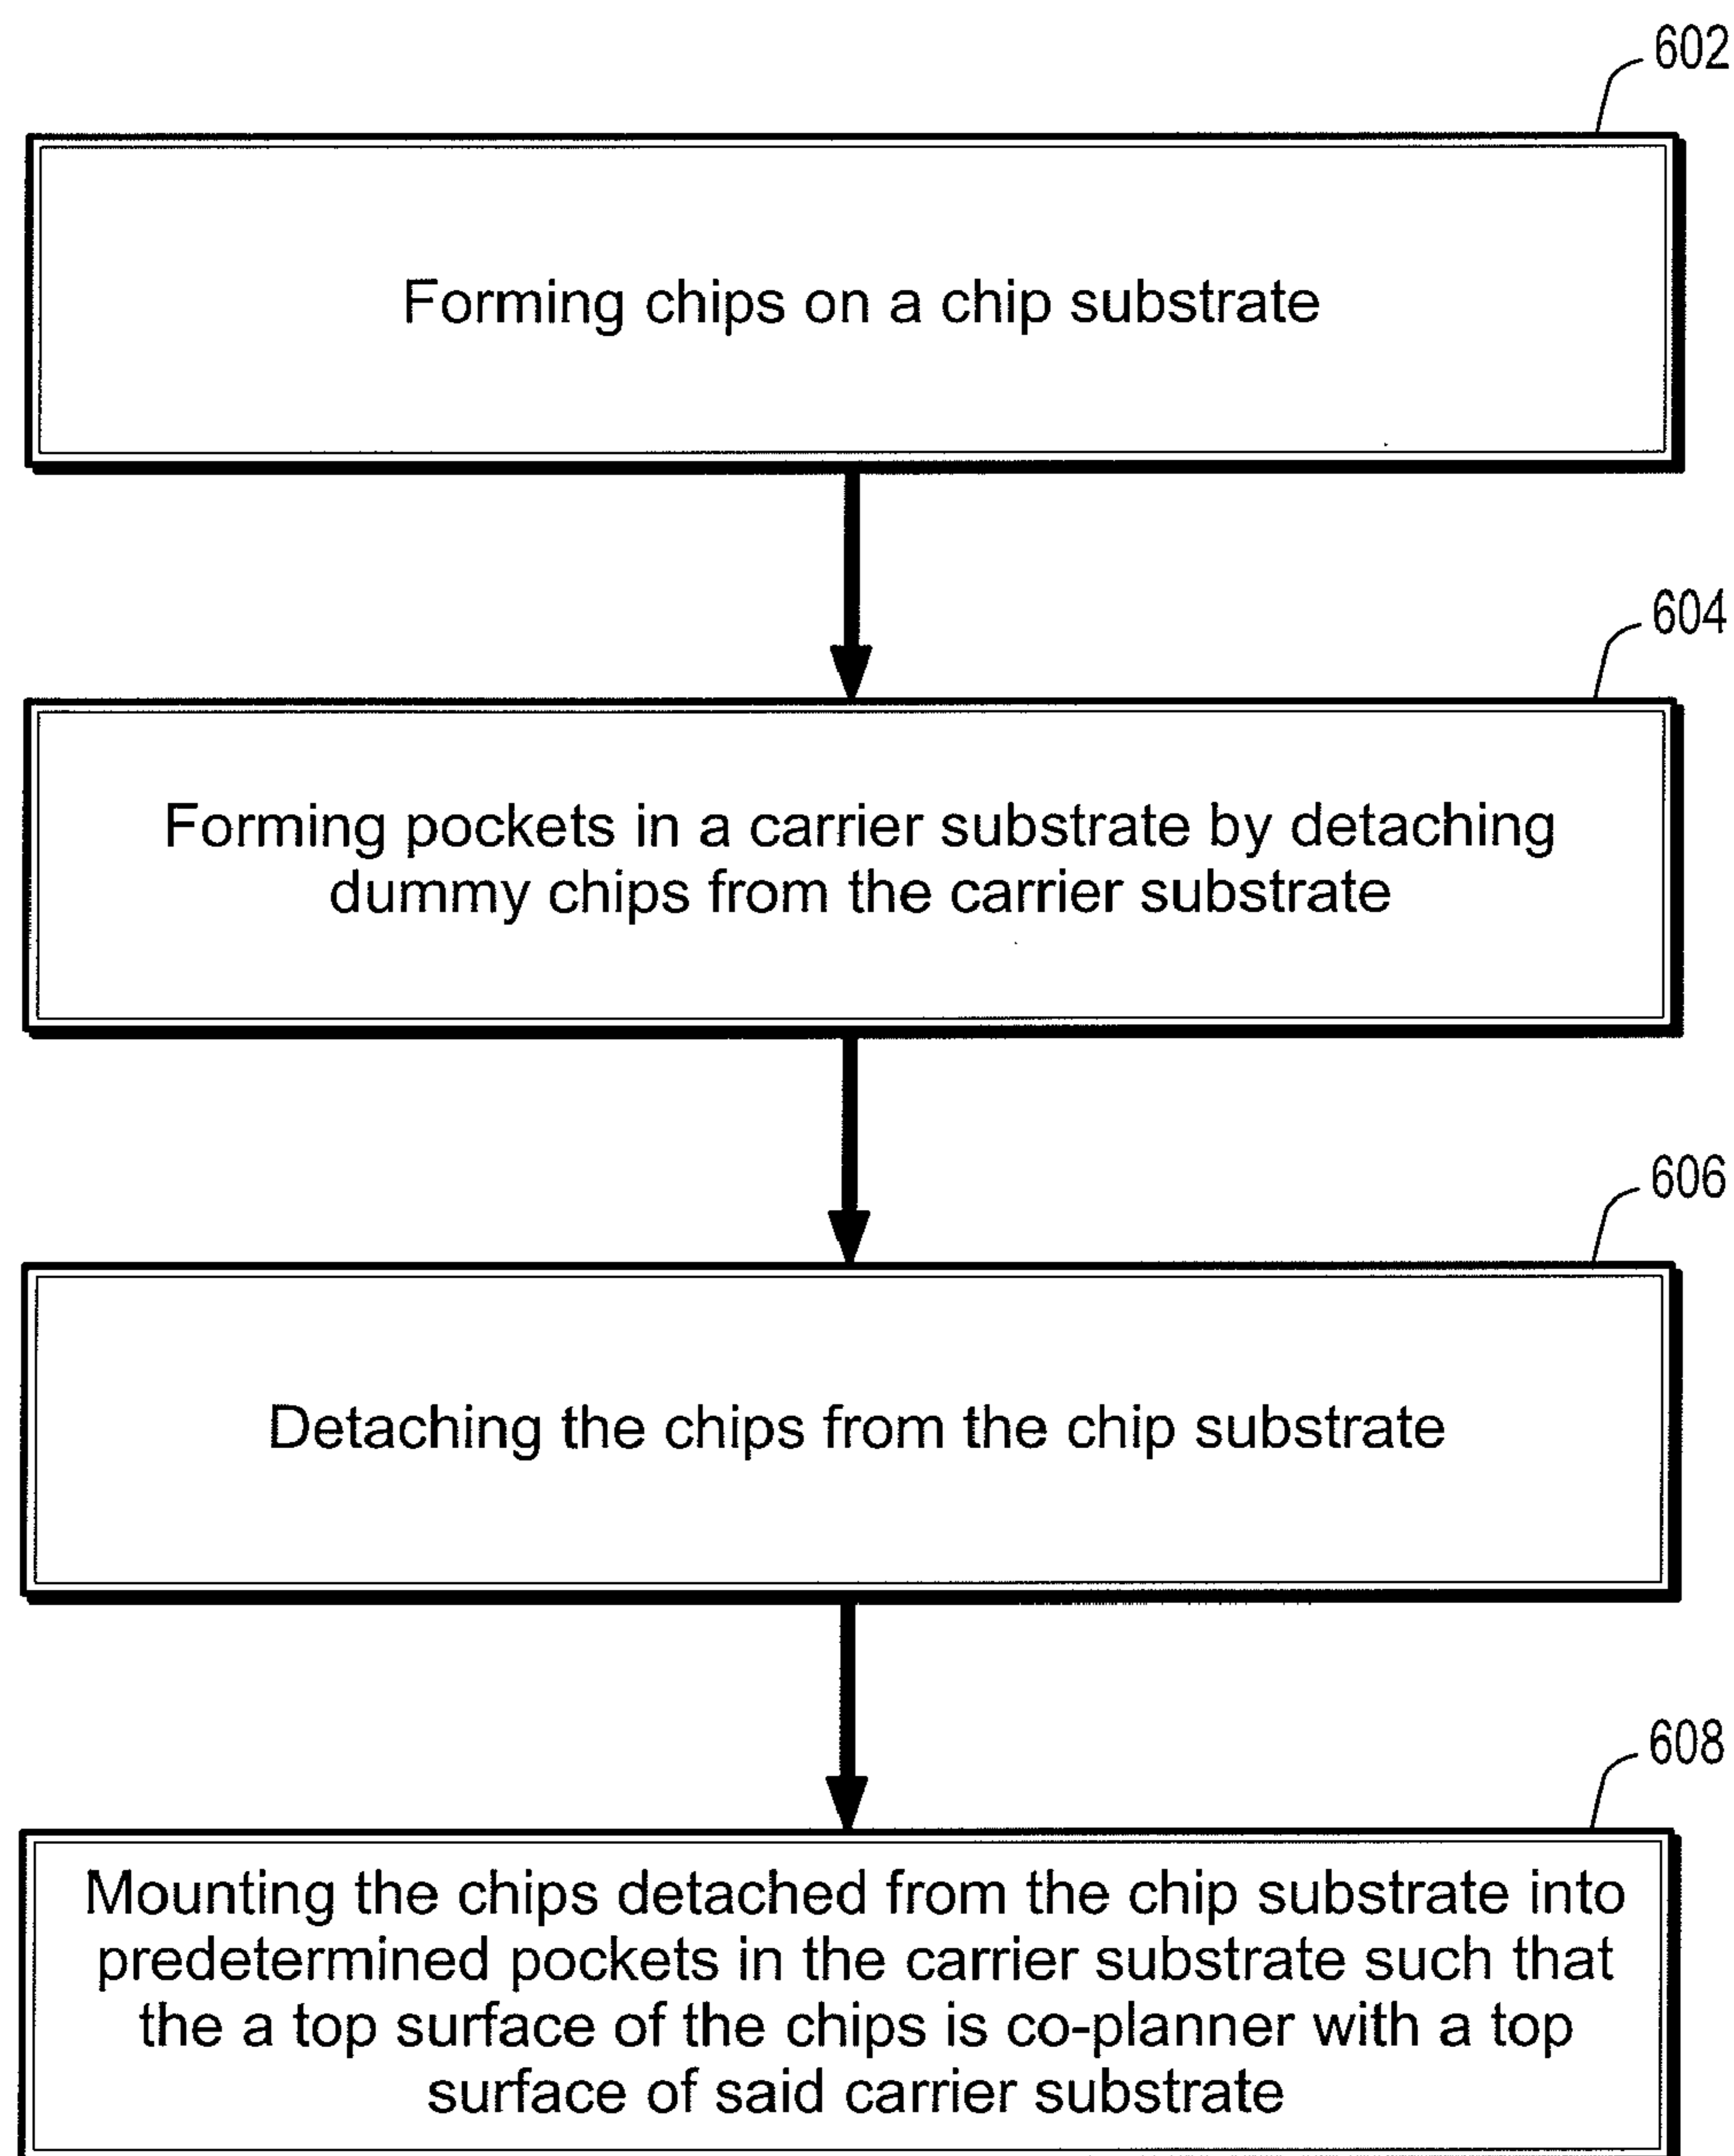 602
Forming chips on a chip substrate
604
Forming pockets in a carrier substrate by detaching
dummy chips from the carrier substrate
606
Detaching the chips from the chip substrate
608
Mounting the chips detached from the chip substrate into
predetermined pockets in the carrier substrate such that
the a top surface of the chips is co-planner with a top
surface of said carrier substrate